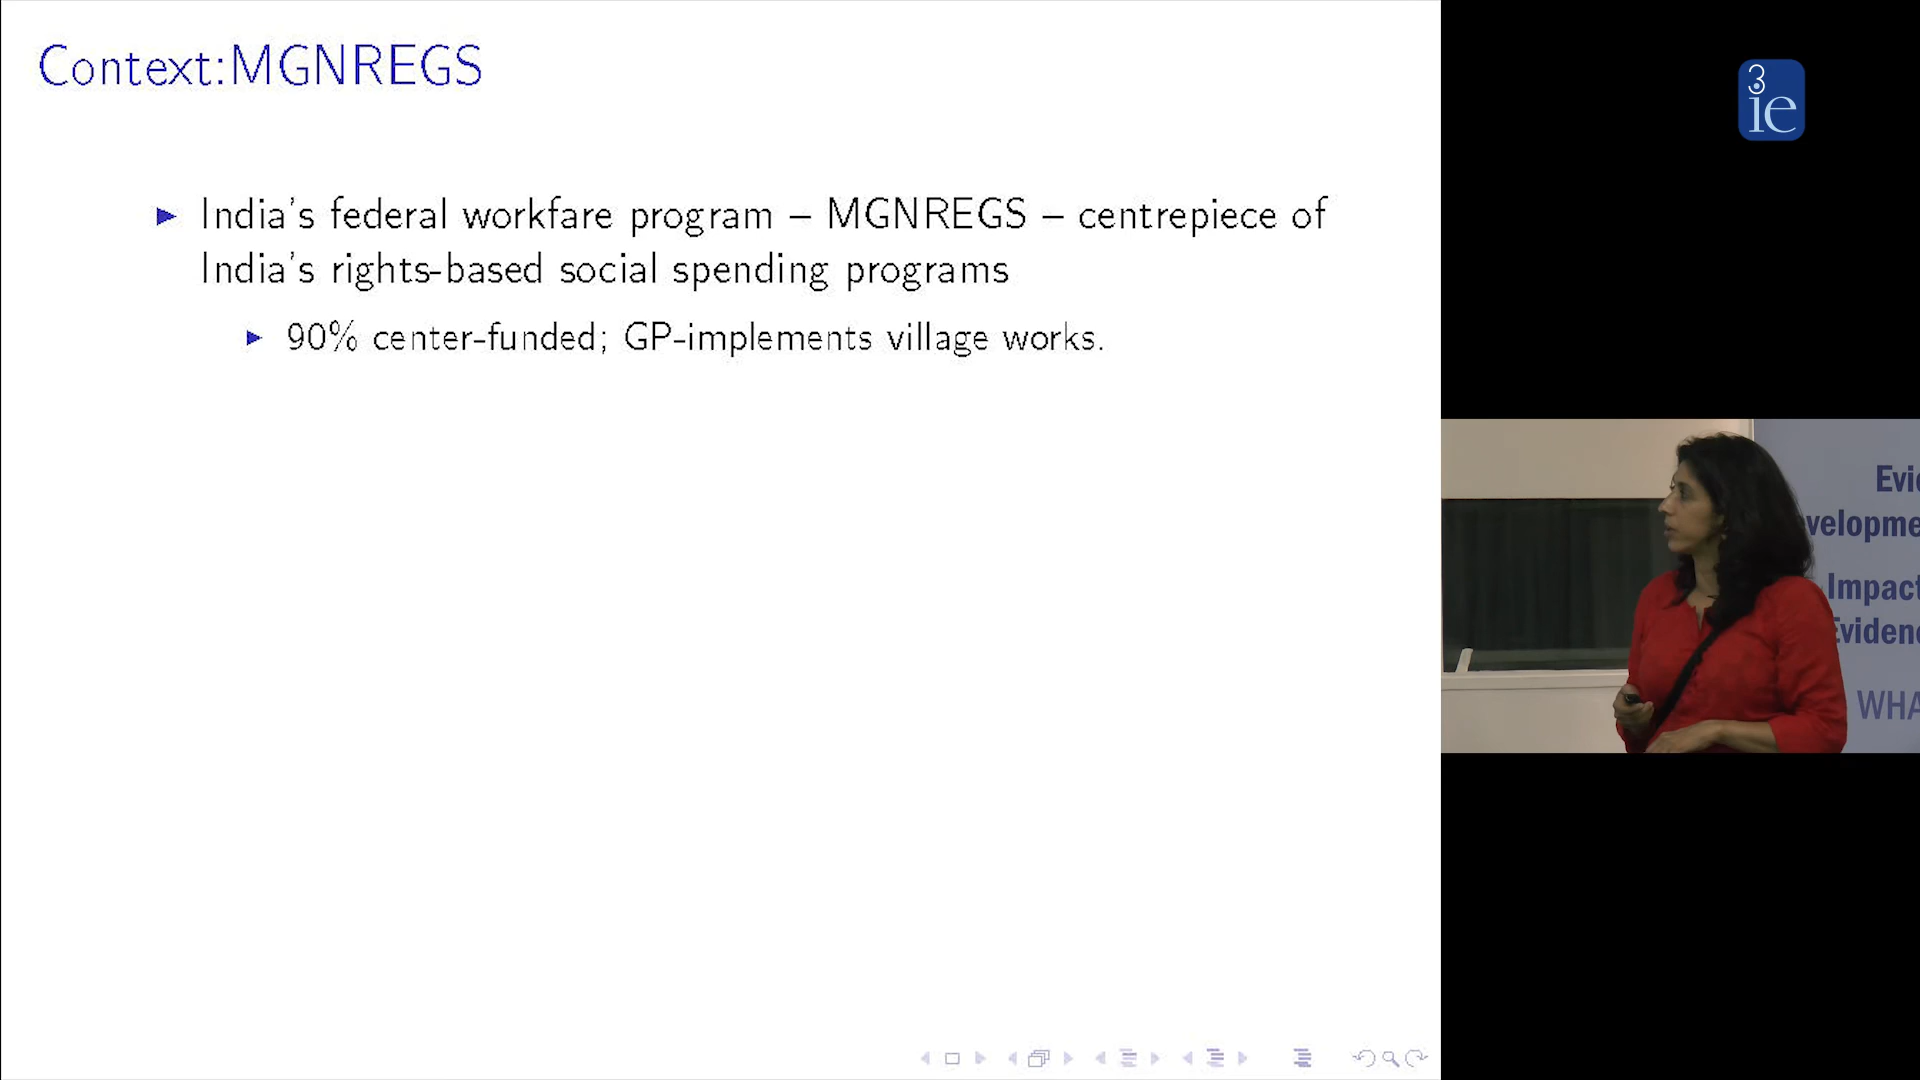 Context:MGNREGS
India's federal workfare program – MGNREGS – centrepiece of
India's rights-based social spending programs
90% center-funded; GP-implements village works.
3ie
Evi
velopme
Impact
Eviden
WHA